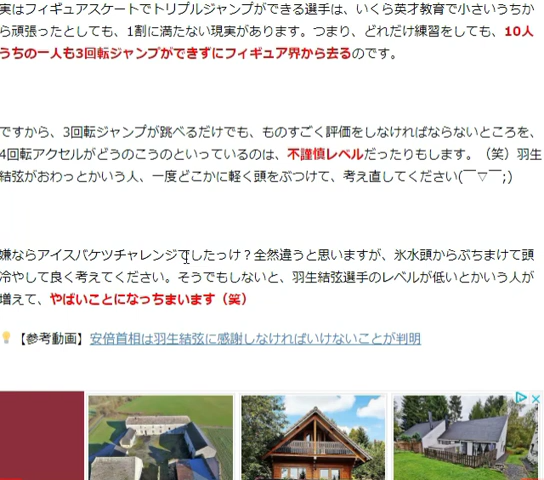 実はフィギュアスケートでトリプルジャンプができる選手は、いくら英才教育で小さいうちか
ら頑張ったとしても、1割に満たない現実があります。つまり、どれだけ練習をしても、10人
うちの一人も3回転ジャンプができずにフィギュア界から去るのです。
ですから、3回転ジャンプが跳べるだけでも、ものすごく評価をしなければならないところを、
4回転アクセルがどうのこうのといっているのは、不謹慎レベルだったりもします。（笑）羽生
結弦がおわっとかいう人、一度どこかに軽く頭をぶつけて、考え直してください(￣▽￣;)
嫌ならアイスバケツチャレンジでしたっけ？全然違うと思いますが、氷水頭からぶちまけて頭
冷やして良く考えてください。そうでもしないと、羽生結弦選手のレベルが低いとかいう人が
増えて、やばいことになっちまいます（笑）
【参考動画】安倍首相は羽生結弦に感謝しなければいけないことが判明